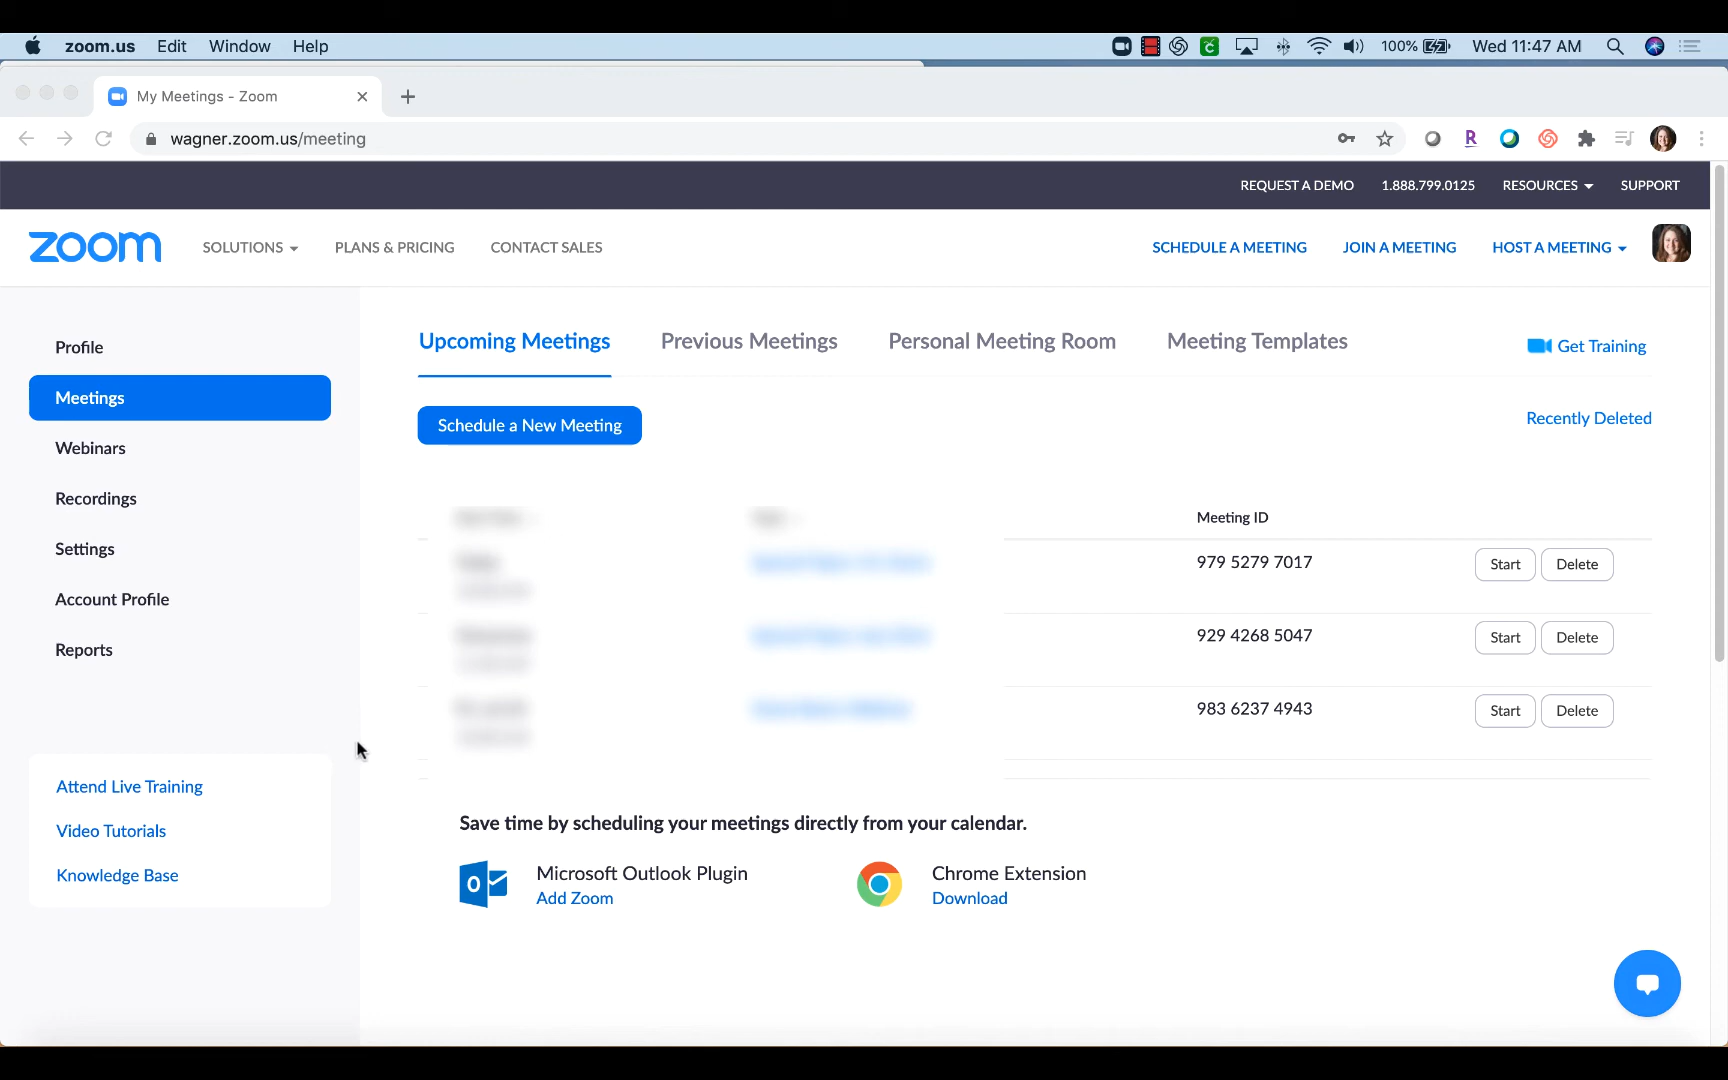 zoom.us Edit Window Help 100% Wed 11:47 AM
My Meetings - Zoom
wagner.zoom.us/meeting
REQUEST A DEMO 1.888.799.0125 RESOURCES SUPPORT
zoom SOLUTIONS PLANS & PRICING CONTACT SALES SCHEDULE A MEETING JOIN A MEETING HOST A MEETING
Profile
Meetings
Webinars
Recordings
Settings
Account Profile
Reports
Attend Live Training
Video Tutorials
Knowledge Base
Upcoming Meetings Previous Meetings Personal Meeting Room Meeting Templates Get Training
Schedule a New Meeting Recently Deleted
Meeting ID
979 5279 7017 Start Delete
929 4268 5047 Start Delete
983 6237 4943 Start Delete
Save time by scheduling your meetings directly from your calendar.
Microsoft Outlook Plugin Chrome Extension
Add Zoom Download